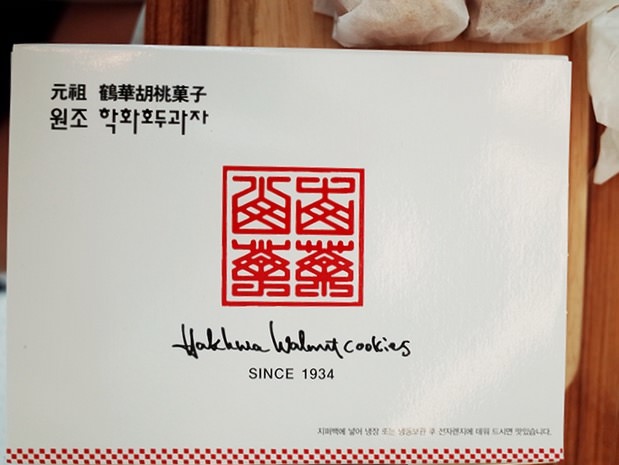 元祖 鶴華胡桃菓子
원조 학화호두과자
Hakhwa Walnut cookies
SINCE 1934
지퍼백에 넣어 냉장 또는 냉동보관 후 전자렌지에 데워 드시면 맛있습니다.